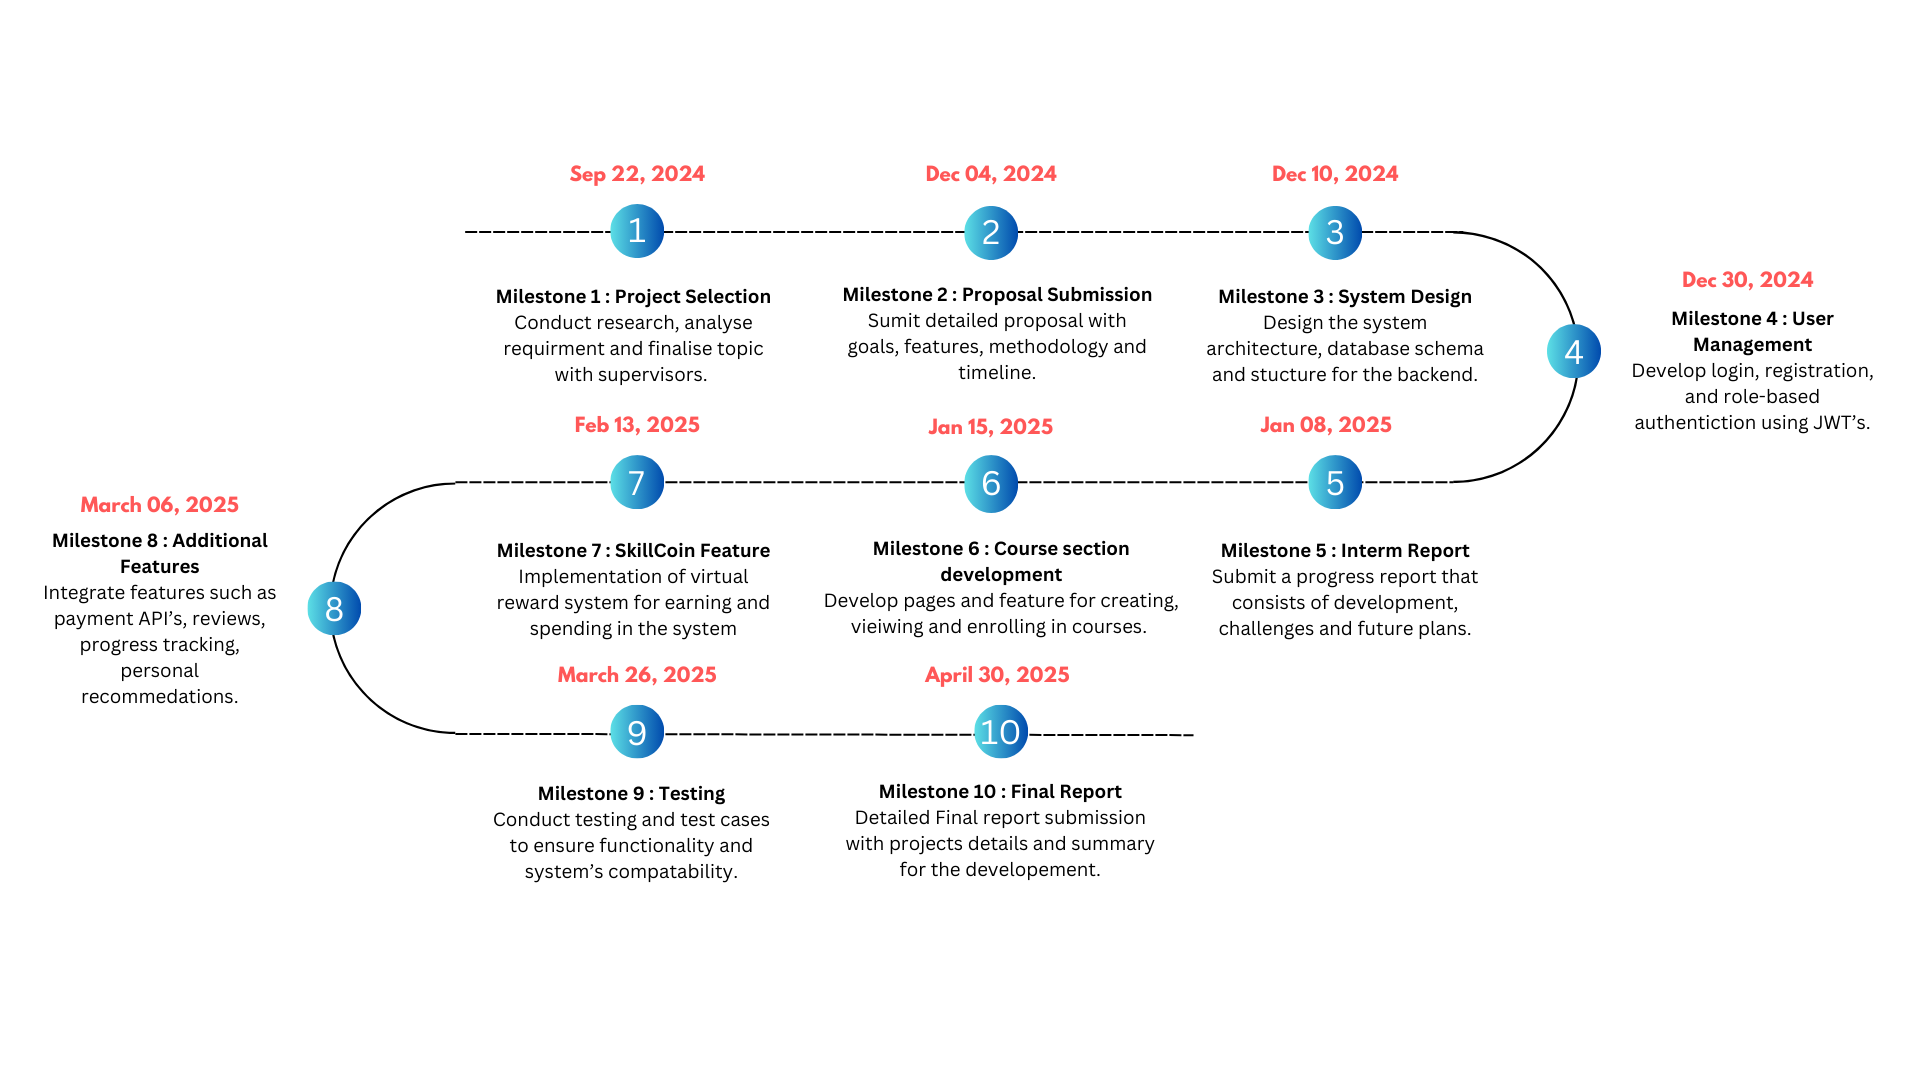 Sep 22, 2024
1
Milestone 1 : Project Selection
Conduct research, analyse
requirment and finalise topic
with supervisors.
Dec 04, 2024
2
Milestone 2 : Proposal Submission
Sumit detailed proposal with
goals, features, methodology and
timeline.
Dec 10, 2024
3
Milestone 3 : System Design
Design the system
architecture, database schema
and stucture for the backend.
Dec 30, 2024
4
Milestone 4 : User
Management
Develop login, registration,
and role-based
authentiction using JWT’s.
Jan 08, 2025
5
Milestone 5 : Interm Report
Submit a progress report that
consists of development,
challenges and future plans.
Jan 15, 2025
6
Milestone 6 : Course section
development
Develop pages and feature for creating,
vieiwing and enrolling in courses.
Feb 13, 2025
7
Milestone 7 : SkillCoin Feature
Implementation of virtual
reward system for earning and
spending in the system
March 06, 2025
8
Milestone 8 : Additional
Features
Integrate features such as
payment API’s, reviews,
progress tracking,
personal
recommedations.
March 26, 2025
9
Milestone 9 : Testing
Conduct testing and test cases
to ensure functionality and
system’s compatability.
April 30, 2025
10
Milestone 10 : Final Report
Detailed Final report submission
with projects details and summary
for the developement.